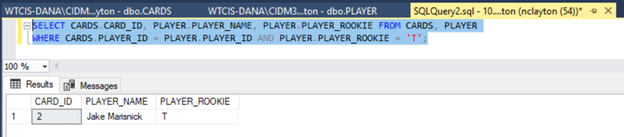 WTCIS-DANA\CIDM...yton - dbo.CARDS WTCIS-DANA\CIDM3...ton - dbo.PLAYER SQLQuery2.sql - 10....ton (nclayton (54))*
SELECT CARDS.CARD_ID, PLAYER.PLAYER_NAME, PLAYER.PLAYER_ROOKIE FROM CARDS, PLAYER
WHERE CARDS.PLAYER_ID = PLAYER.PLAYER_ID AND PLAYER.PLAYER_ROOKIE = 'T';
100 %
Results Messages
CARD_ID PLAYER_NAME PLAYER_ROOKIE
1 2 Jake Marisnick T